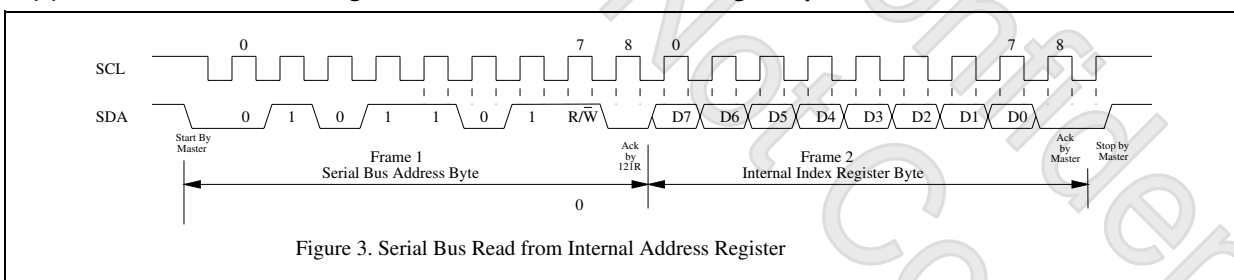 0 7 8 0 7 8
SCL
SDA 0 1 0 1 1 0 1 R/W D7 D6 D5 D4 D3 D2 D1 D0
Start By
Master
Ack
by
121R
Ack
by
Master
Stop by
Master
Frame 1
Serial Bus Address Byte
Frame 2
Internal Index Register Byte
0
Figure 3. Serial Bus Read from Internal Address Register
Not
Confiden
Co